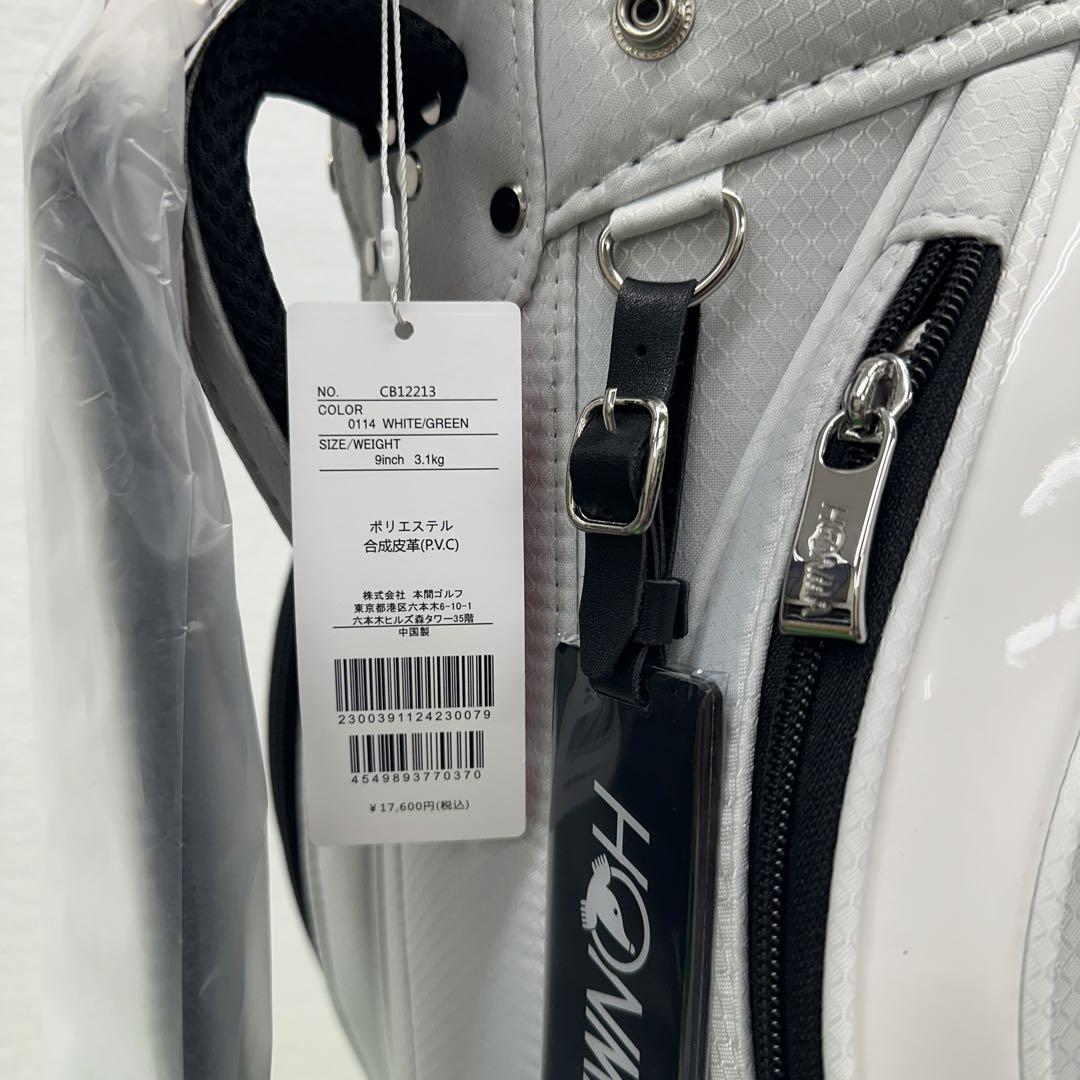 NO. CB12213
COLOR
0114 WHITE/GREEN
SIZE/WEIGHT
9inch 3.1kg
ポリエステル
合成皮革(P.V.C)
株式会社 本間ゴルフ
東京都港区六本木6-10-1
六本木ヒルズ森タワー35階
中国製
2300391124230079
4549893770370
¥17,600円(税込)
HONMA
HONM